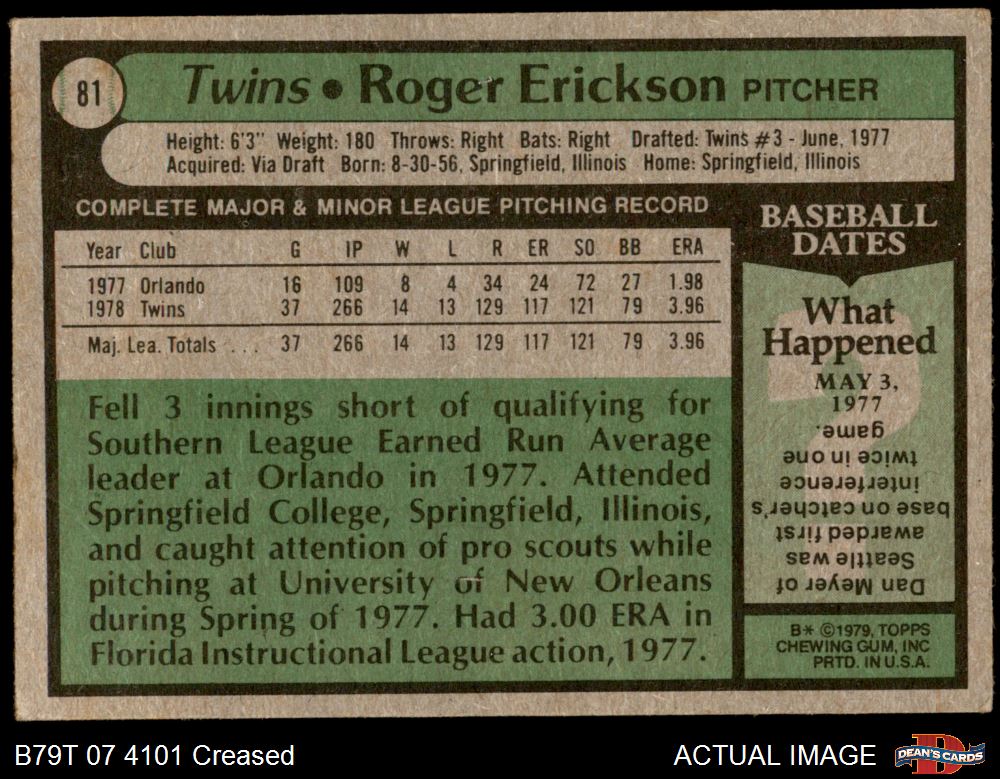 81
Twins • Roger Erickson PITCHER
Height: 6'3" Weight: 180 Throws: Right Bats: Right Drafted: Twins #3 - June, 1977
Acquired: Via Draft Born: 8-30-56, Springfield, Illinois Home: Springfield, Illinois
COMPLETE MAJOR & MINOR LEAGUE PITCHING RECORD
Year Club G IP W L R ER SO BB ERA
1977 Orlando 16 109 8 4 34 24 72 27 1.98
1978 Twins 37 266 14 13 129 117 121 79 3.96
Maj. Lea. Totals ... 37 266 14 13 129 117 121 79 3.96
Fell 3 innings short of qualifying for
Southern League Earned Run Average
leader at Orlando in 1977. Attended
Springfield College, Springfield, Illinois,
and caught attention of pro scouts while
pitching at University of New Orleans
during Spring of 1977. Had 3.00 ERA in
Florida Instructional League action, 1977.
BASEBALL
DATES
What
Happened
MAY 3,
1977
Dan Meyer of
Seattle was
awarded first
base on catcher's
interference
twice in one
game.
B* ©1979, TOPPS
CHEWING GUM, INC
PRTD. IN U.S.A.
B79T 07 4101 Creased
ACTUAL IMAGE
DEAN'S CARDS